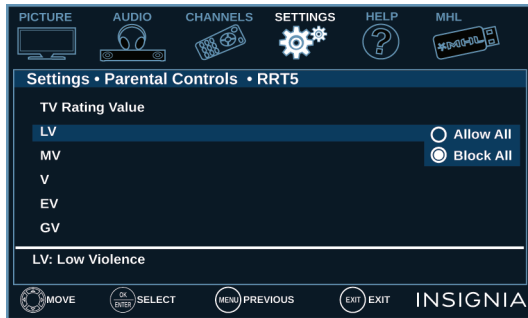 PICTURE AUDIO CHANNELS SETTINGS HELP MHL
MHL
Settings • Parental Controls • RRT5
TV Rating Value
LV
Allow All
MV
Block All
V
EV
GV
LV: Low Violence
MOVE OK ENTER SELECT MENU PREVIOUS EXIT EXIT INSIGNIA